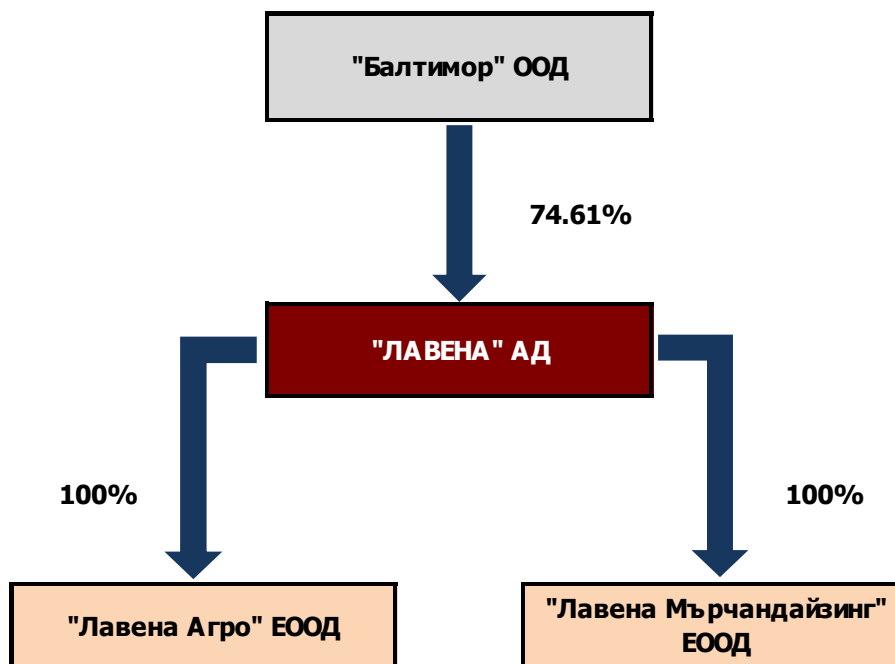 "Балтимор" ООД
74.61%
"ЛАВЕНА" АД
100%
100%
"Лавена Агро" ЕООД
"Лавена Мърчандайзинг"
ЕООД